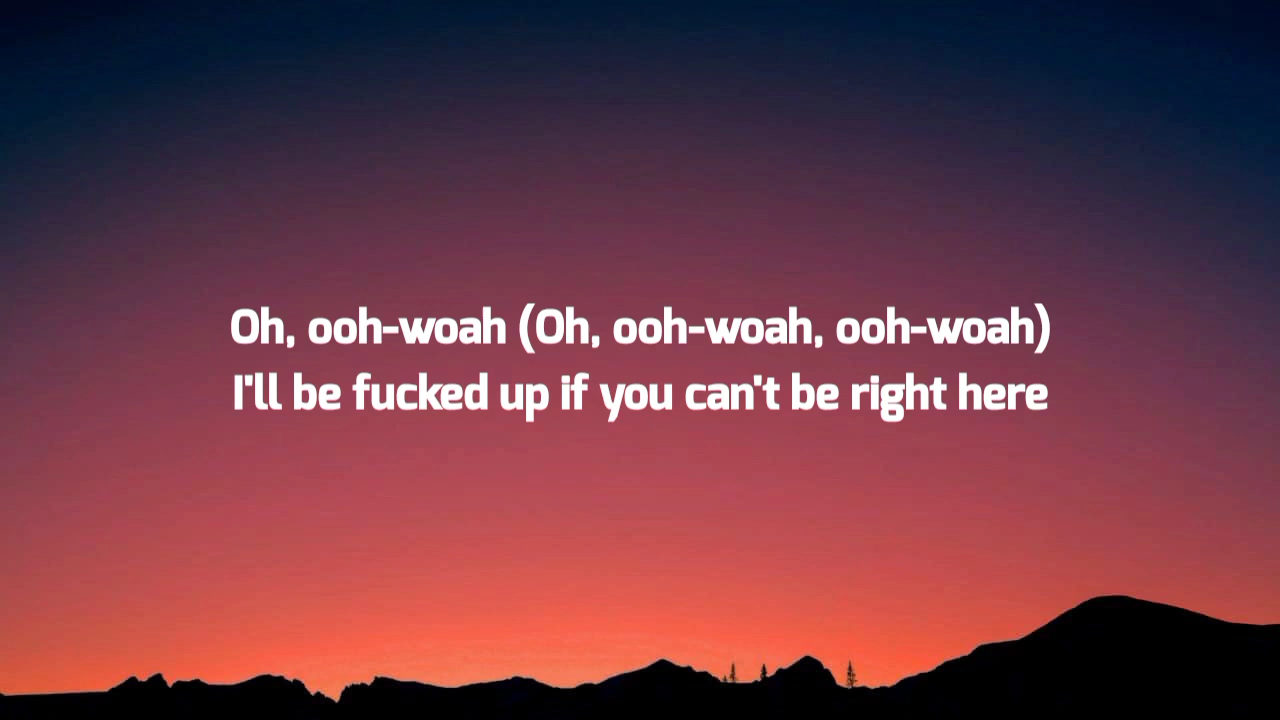 Oh, ooh-woah (Oh, ooh-woah, ooh-woah)
I'll be fucked up if you can't be right here